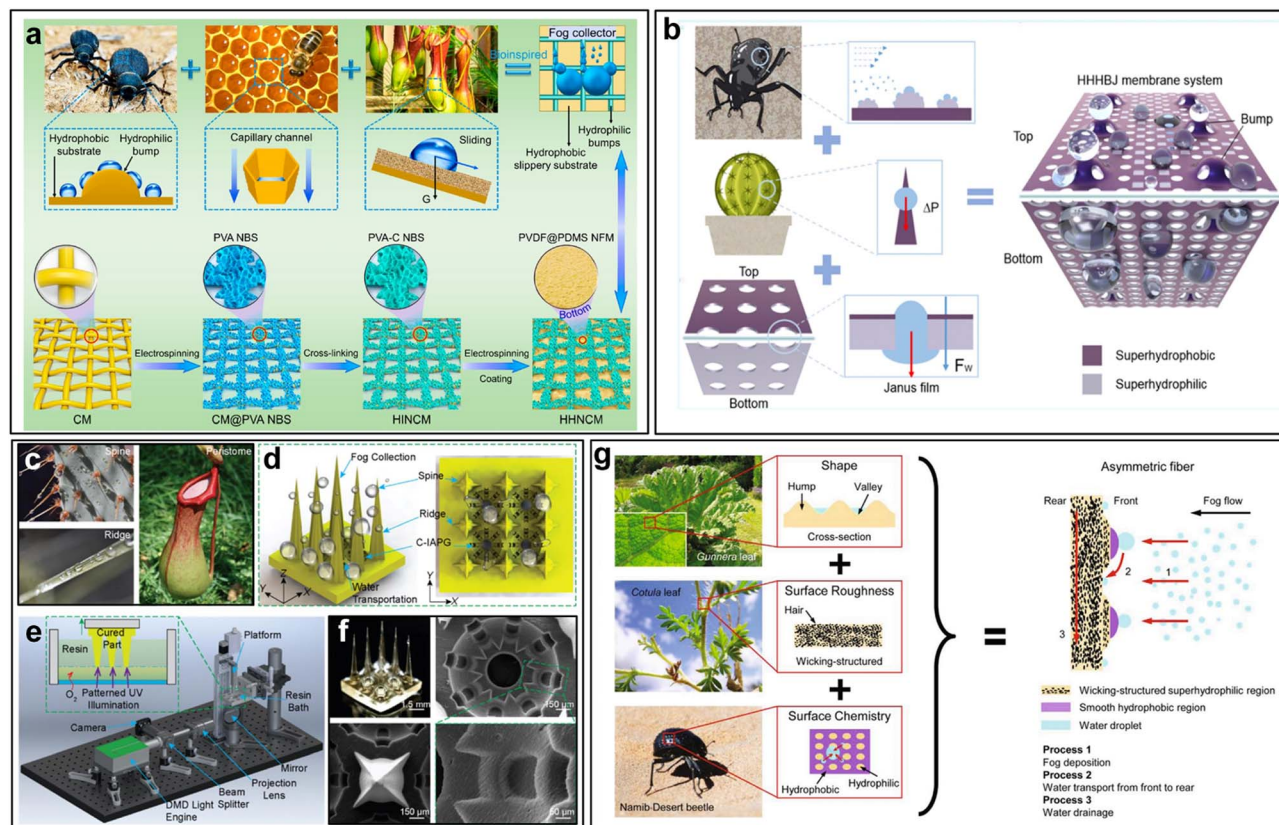 a
Bioinspired
Fog collector
Hydrophobic
substrate
Hydrophilic
bump
Capillary channel
Sliding
G
Hydrophilic
bumps
Hydrophobic
slippery substrate
PVA NBS
PVA-C NBS
PVDF@PDMS NFM
Bottom
Electrospinning
Cross-linking
Electrospinning
Coating
CM
CM@PVA NBS
HINCM
HHNCM
b
HHHBJ membrane system
Top
Bump
ΔP
Bottom
Top
Janus film
Fw
Bottom
Superhydrophobic
Superhydrophilic
c
Spine
Peristome
Ridge
d
Fog Collection
Spine
Ridge
C-IAPG
Water
Transportation
Z
Y
X
Y
X
e
Cured
Part
Resin
O2
Patterned UV
Illumination
Platform
Resin
Bath
Camera
Mirror
Projection
Lens
Beam
Splitter
DMD Light
Engine
f
1.5 mm
150 μm
150 μm
50 μm
g
Shape
Hump
Valley
Cross-section
Gunnera leaf
+
Cotula leaf
Surface Roughness
Hair
Wicking-structured
+
Surface Chemistry
Hydrophobic
Hydrophilic
Namib Desert beetle
=
Asymmetric fiber
Rear
Front
Fog flow
1
2
3
Wicking-structured superhydrophilic region
Smooth hydrophobic region
Water droplet
Process 1
Fog deposition
Process 2
Water transport from front to rear
Process 3
Water drainage